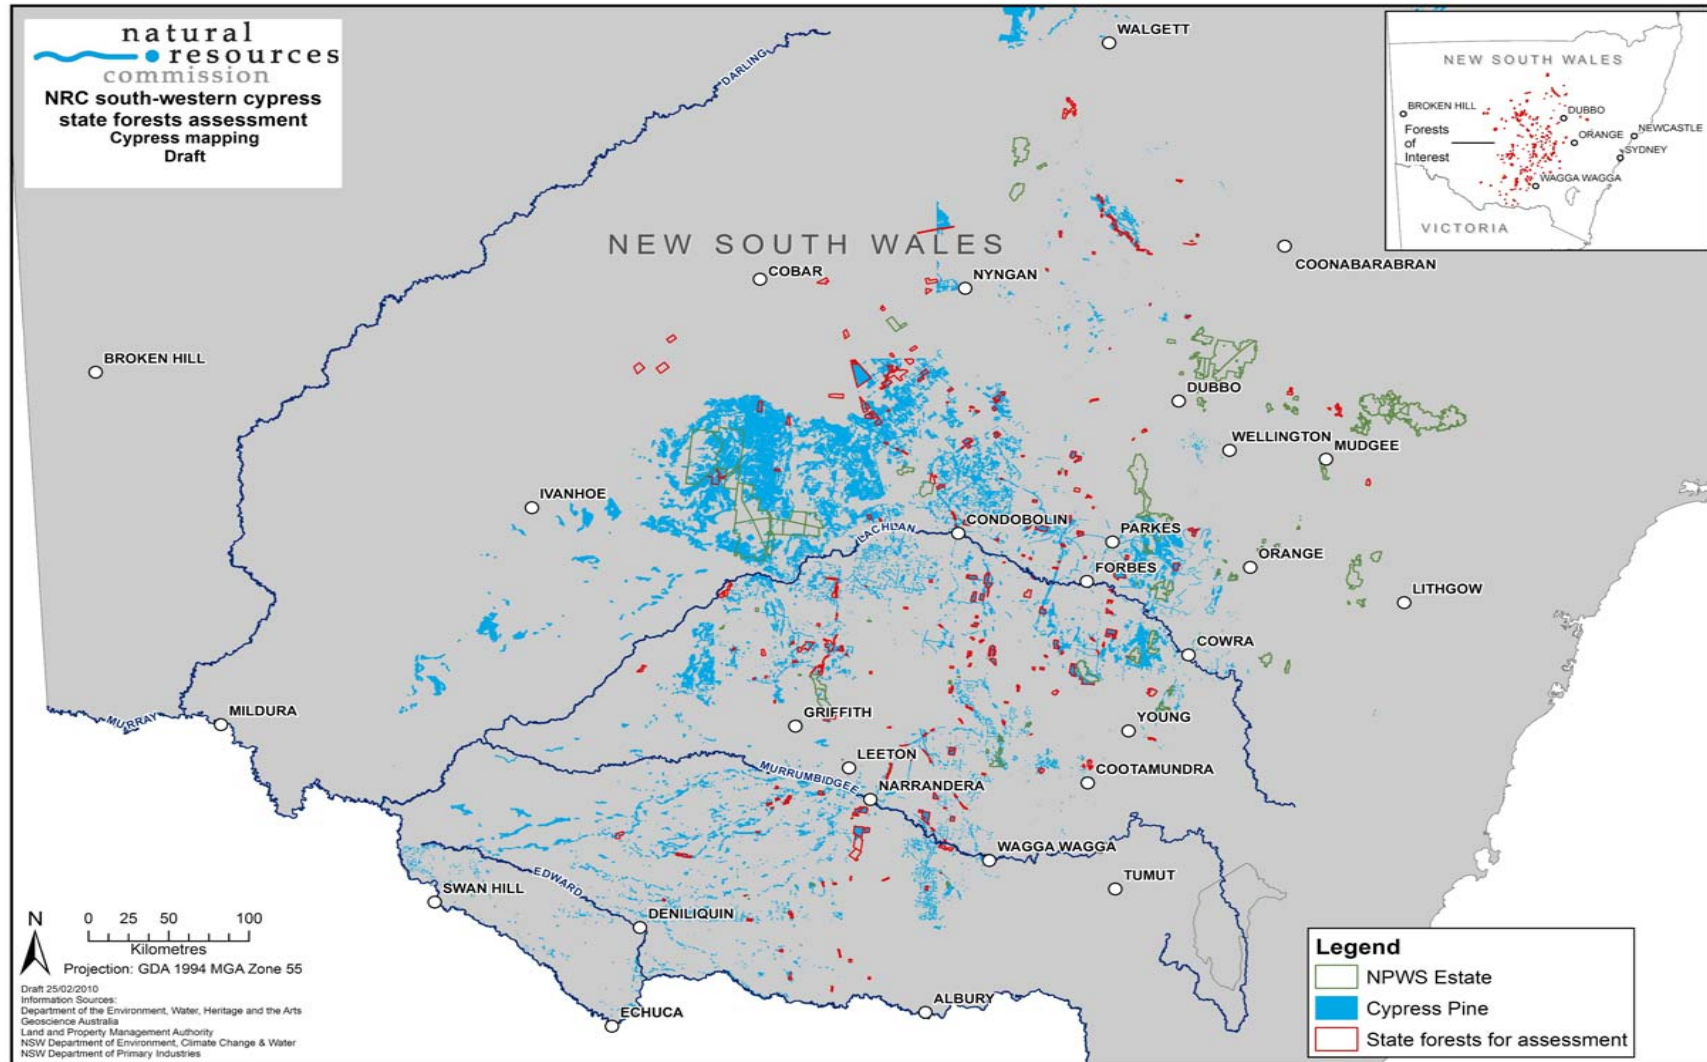 natural
resources
commission
NRC south-western cypress
state forests assessment
Cypress mapping
Draft
WALGETT
DARLING
NEW SOUTH WALES
BROKEN HILL
DUBBO
Forests
of
Interest
NEWCASTLE
ORANGE
SYDNEY
WAGGA WAGGA
VICTORIA
NEW SOUTH WALES
COONABARABRAN
COBAR
NYNGAN
BROKEN HILL
DUBBO
WELLINGTON
MUDGEE
IVANHOE
CONDOBOLIN
LACHLAN
PARKES
ORANGE
FORBES
LITHGOW
COWRA
MILDURA
MURRAY
GRIFFITH
YOUNG
LEETON
MURRUMBIDGEE
COOTAMUNDRA
NARRANDERA
WAGGA WAGGA
TUMUT
EDWARD
SWAN HILL
DENILIQUIN
ALBURY
ECHUCA
N
0 25 50 100
Kilometres
Projection: GDA 1994 MGA Zone 55
Draft 25/02/2010
Information Sources:
Department of the Environment, Water, Heritage and the Arts
Geoscience Australia
Land and Property Management Authority
NSW Department of Environment, Climate Change & Water
NSW Department of Primary Industries
Legend
NPWS Estate
Cypress Pine
State forests for assessment